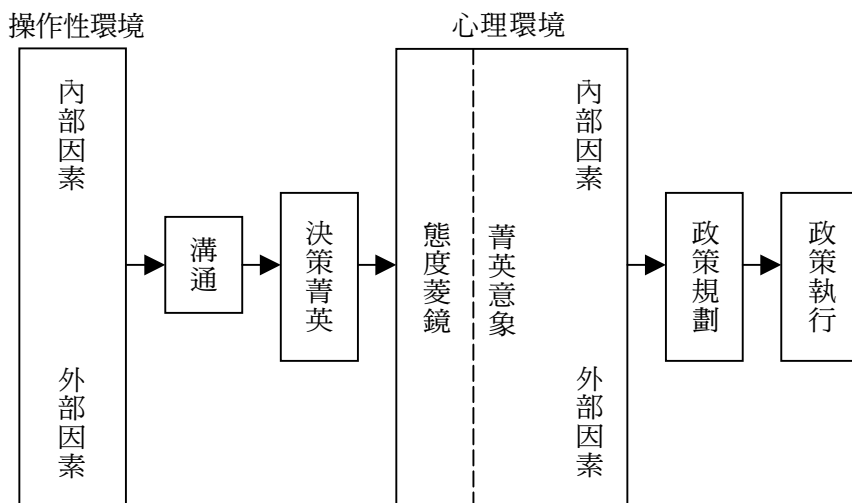 操作性環境
心理環境
內部因素
外部因素
溝通
決策菁英
態度菱鏡
菁英意象
內部因素
外部因素
政策規劃
政策執行